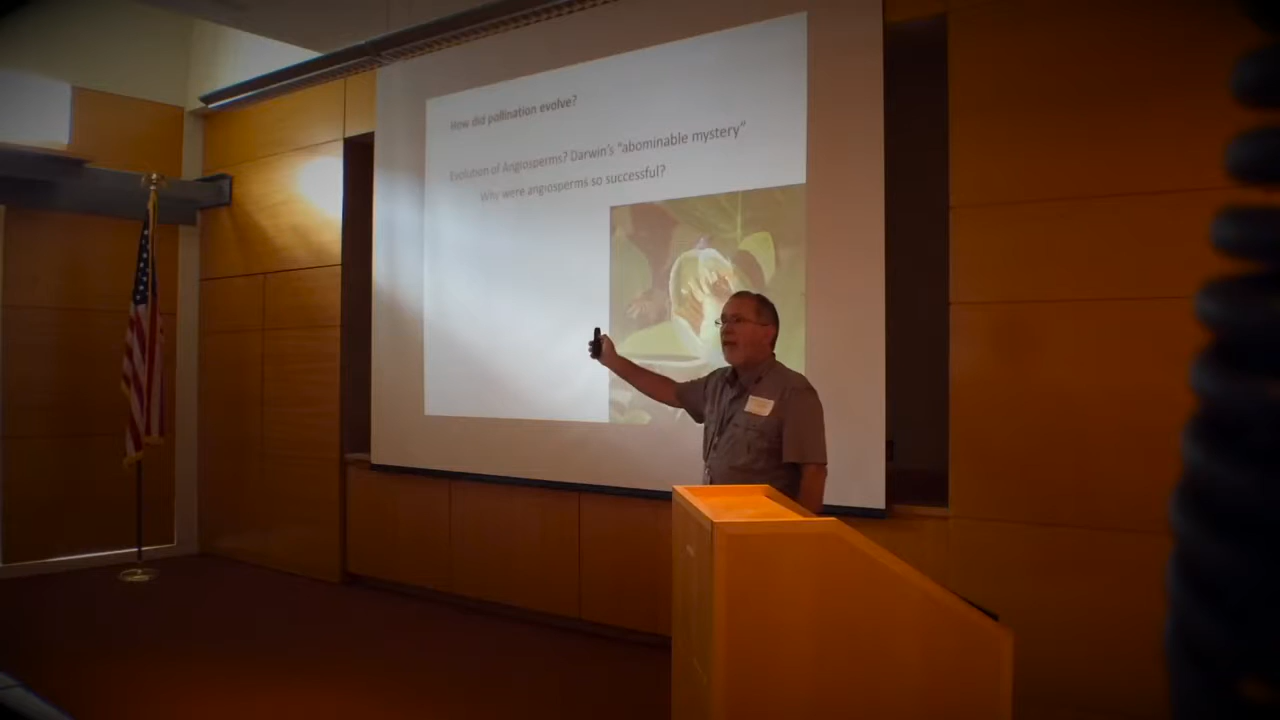 How did pollination evolve?
Evolution of Angiosperms? Darwin's "abominable mystery"
Why were angiosperms so successful?